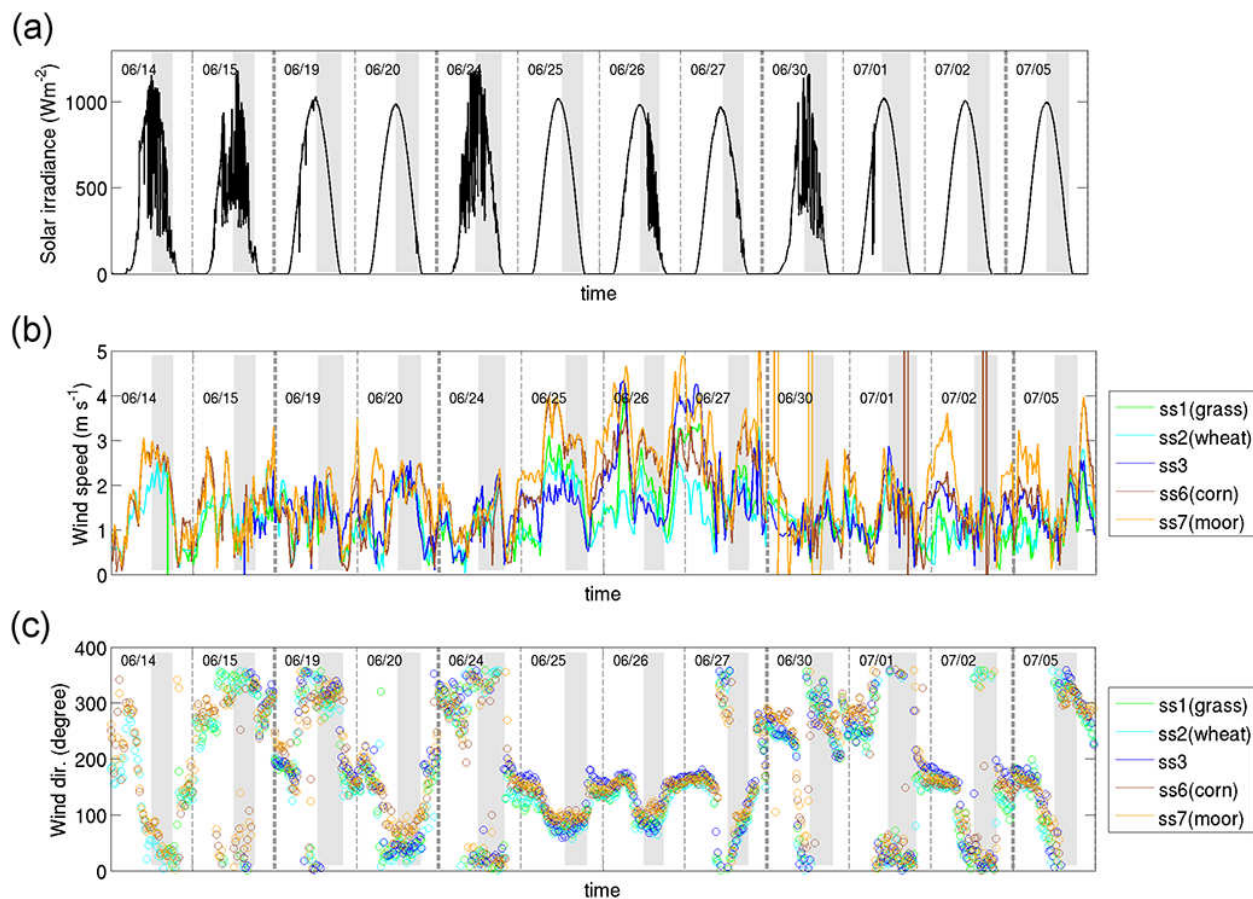 (a)
06/14 06/15 06/19 06/20 06/24 06/25 06/26 06/27 06/30 07/01 07/02 07/05
Solar irradiance (Wm-2)
1000
500
0
time
(b)
5
4
3
2
1
0
06/14 06/15 06/19 06/20 06/24 06/25 06/26 06/27 06/30 07/01 07/02 07/05
Wind speed (m s-1)
time
ss1(grass)
ss2(wheat)
ss3
ss6(corn)
ss7(moor)
(c)
400
300
200
100
0
06/14 06/15 06/19 06/20 06/24 06/25 06/26 06/27 06/30 07/01 07/02 07/05
Wind dir. (degree)
time
ss1(grass)
ss2(wheat)
ss3
ss6(corn)
ss7(moor)